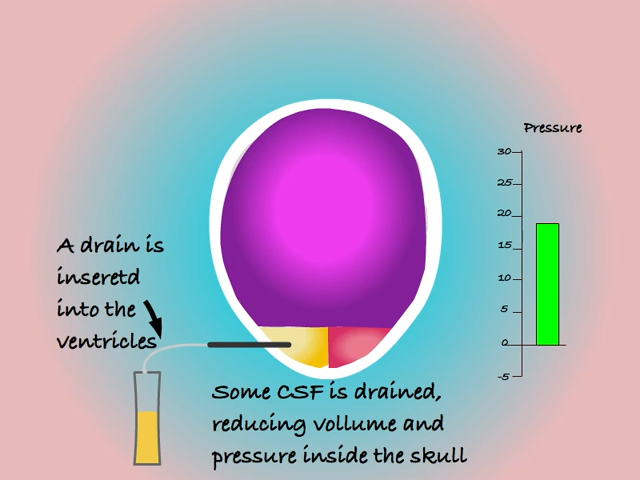 Pressure
30
25
20
15
10
5
0
-5
A drain is
inseretd
into the
ventricles
Some CSF is drained,
reducing vollume and
pressure inside the skull